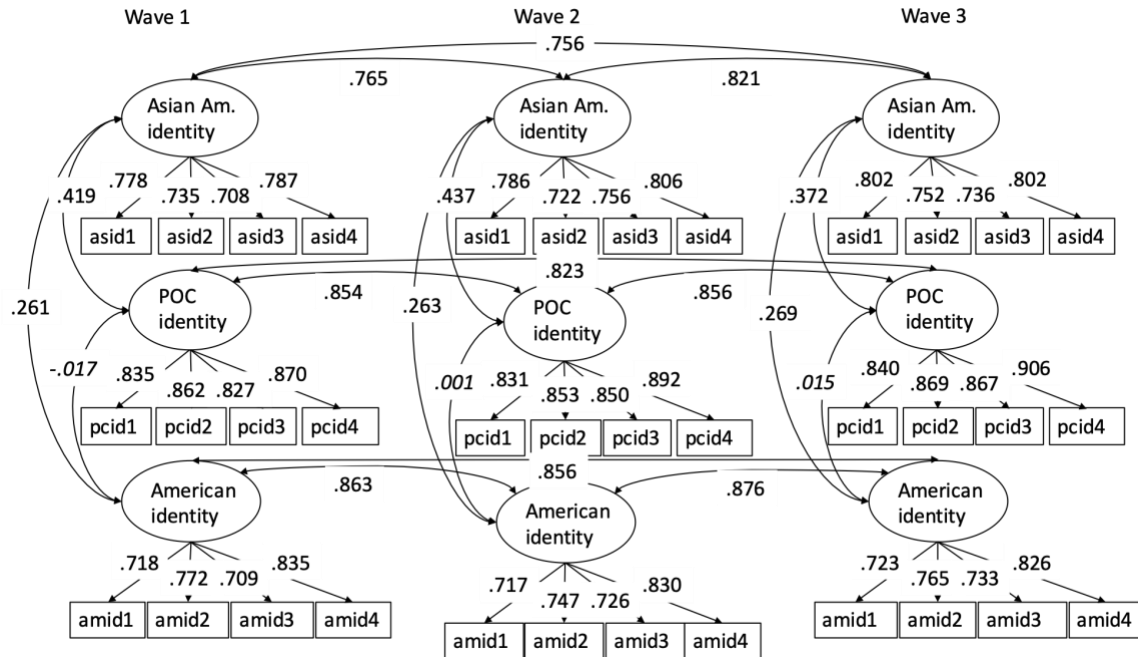 Wave 1 Wave 2 Wave 3
.756
.765 .821
Asian Am. Asian Am. Asian Am.
identity identity identity
.778 .787 .786 .806 .802 .802
.735 .708 .722 .756 .752 .736
.419 .437 .372
asid1 asid2 asid3 asid4 asid1 asid2 asid3 asid4 asid1 asid2 asid3 asid4
.823
.854 .856
POC POC POC
identity identity identity
.261 .263 .269
-.017 .001 .015
.835 .870 .831 .892 .840 .906
.862 .827 .853 .850 .869 .867
pcid1 pcid2 pcid3 pcid4 pcid1 pcid2 pcid3 pcid4 pcid1 pcid2 pcid3 pcid4
.856
.863 .876
American American American
identity identity identity
.718 .835 .717 .830 .723 .826
.772 .709 .747 .726 .765 .733
amid1 amid2 amid3 amid4 amid1 amid2 amid3 amid4 amid1 amid2 amid3 amid4